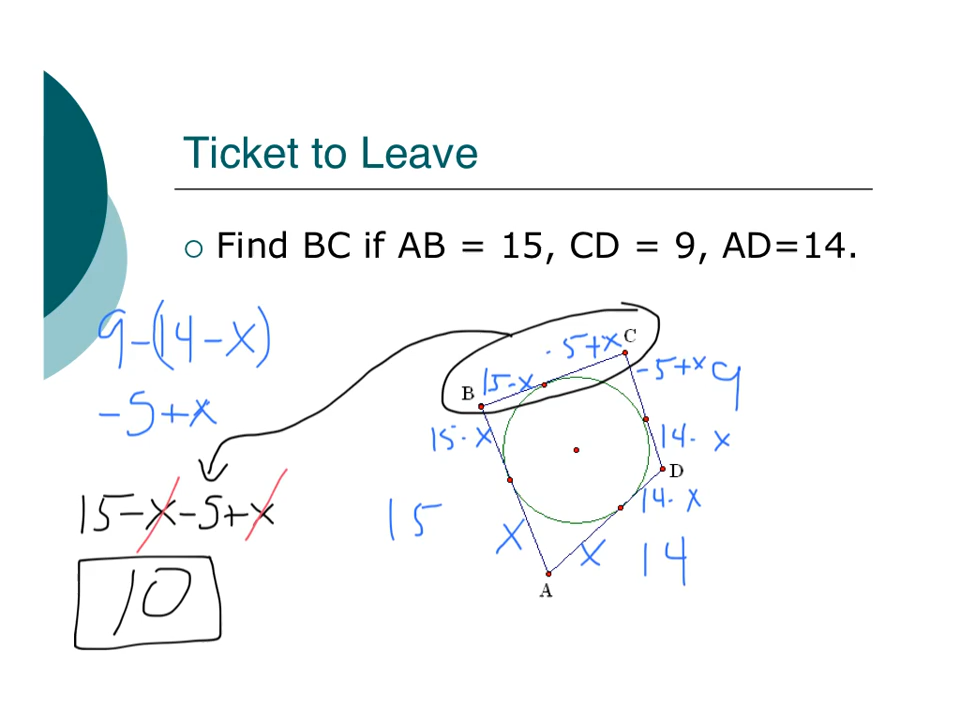 Ticket to Leave
Find BC if AB = 15, CD = 9, AD=14.
9-(14-x)
-5+x
15-x-5+x
10
B
C
15-x
-5+x
-5+x
9
15-x
14-x
D
14-x
15
x
x
14
A